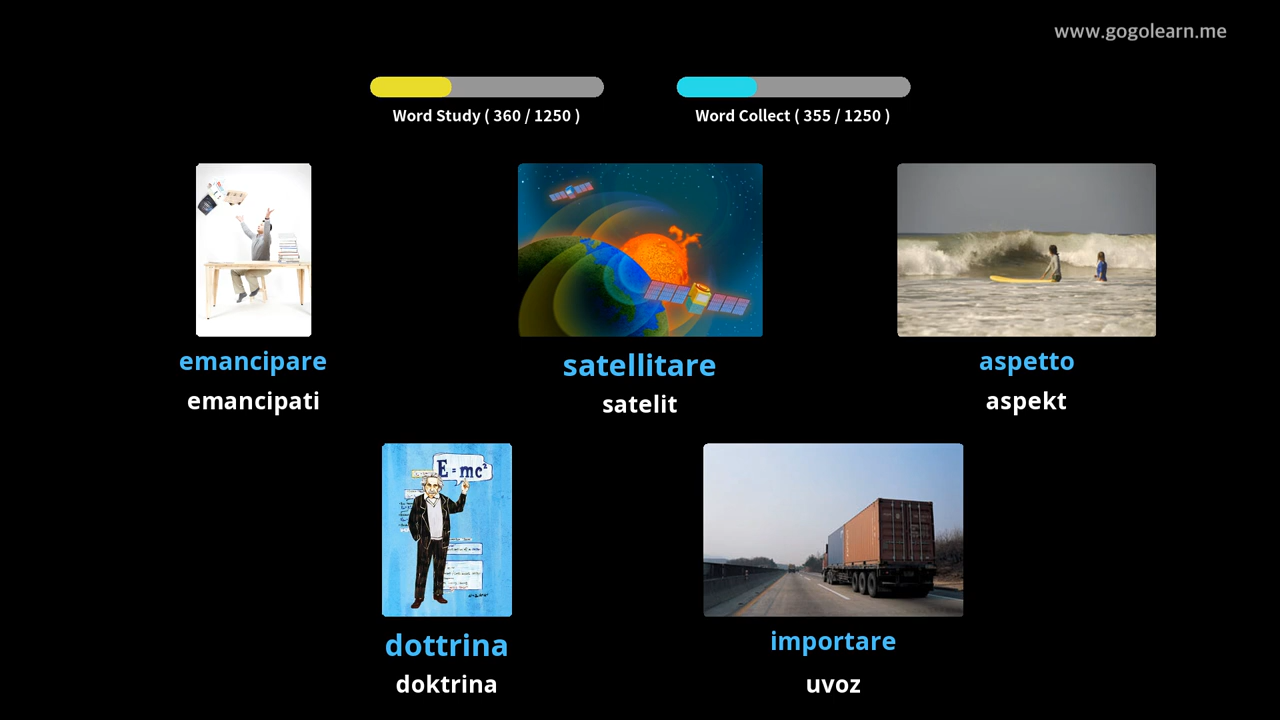 www.gogolearn.me
Word Study ( 360 / 1250 )
Word Collect ( 355 / 1250 )
emancipare
emancipati
satellitare
satelit
aspetto
aspekt
E=mc²
dottrina
doktrina
importare
uvoz